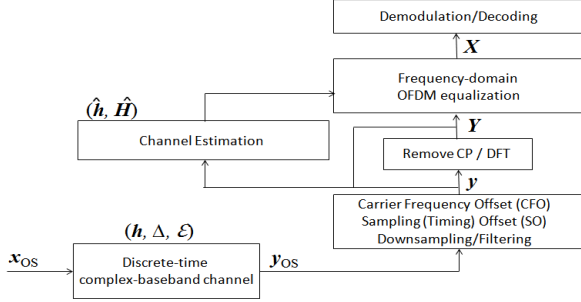 Demodulation/Decoding
X
Frequency-domain
OFDM equalization
(ĥ, Ĥ)
Y
Channel Estimation
Remove CP / DFT
y
Carrier Frequency Offset (CFO)
Sampling (Timing) Offset (SO)
Downsampling/Filtering
(h, Δ, ℰ)
x_OS
Discrete-time
complex-baseband channel
y_OS